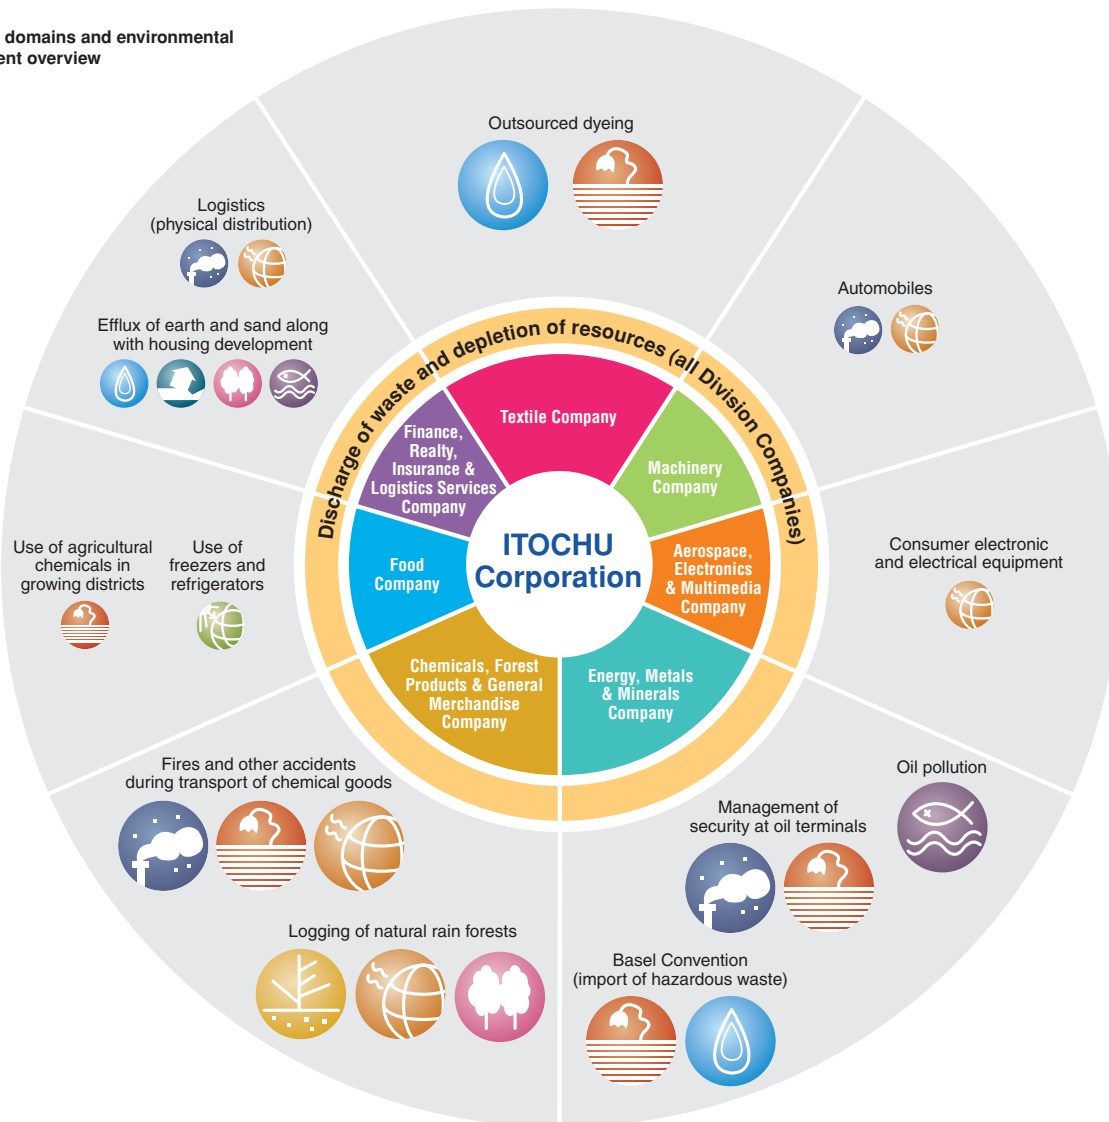 domains and environmental
ent overview
Outsourced dyeing
Logistics
(physical distribution)
Automobiles
Efflux of earth and sand along
with housing development
Discharge of waste and depletion of resources (all Division Companies)
Textile Company
Finance,
Realty,
Insurance &
Logistics Services
Company
Machinery
Company
ITOCHU
Corporation
Use of agricultural
chemicals in
growing districts
Use of
freezers and
refrigerators
Food
Company
Aerospace,
Electronics
& Multimedia
Company
Consumer electronic
and electrical equipment
Chemicals, Forest
Products & General
Merchandise
Company
Energy, Metals
& Minerals
Company
Fires and other accidents
during transport of chemical goods
Oil pollution
Management of
security at oil terminals
Logging of natural rain forests
Basel Convention
(import of hazardous waste)